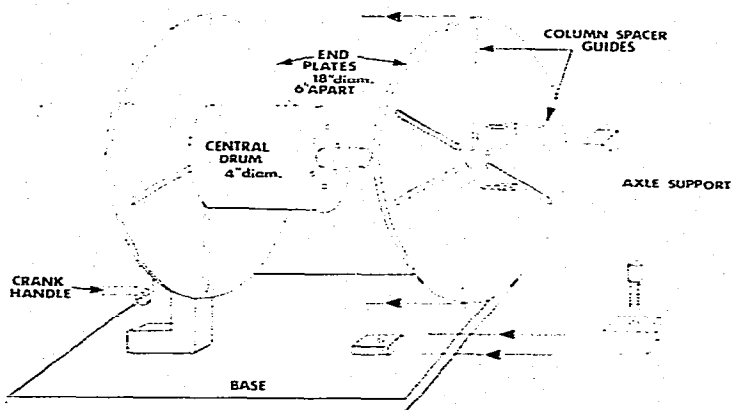 COLUMN SPACER
GUIDES
END
PLATES
18"diam.
6"APART
CENTRAL
DRUM
4"diam.
AXLE SUPPORT
CRANK
HANDLE
BASE